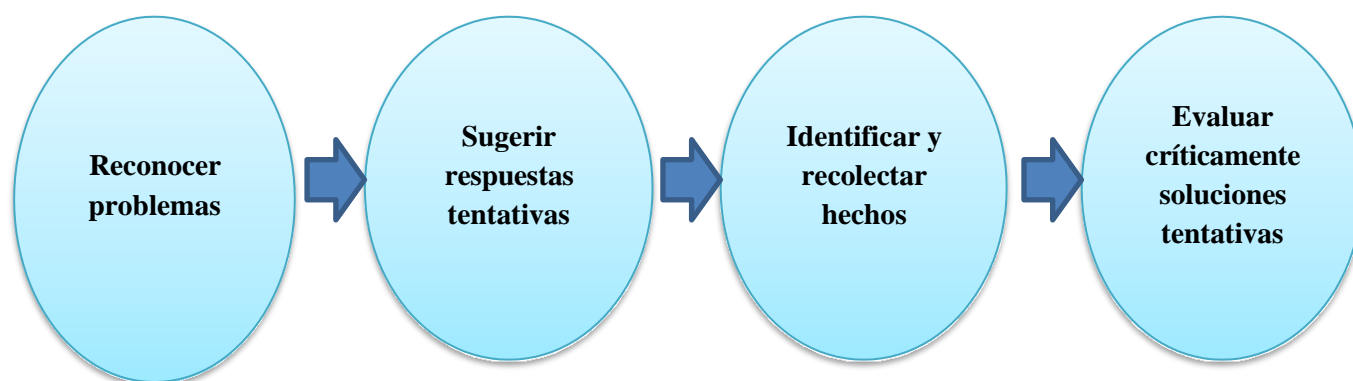 Reconocer
problemas
Sugerir
respuestas
tentativas
Identificar y
recolectar
hechos
Evaluar
críticamente
soluciones
tentativas